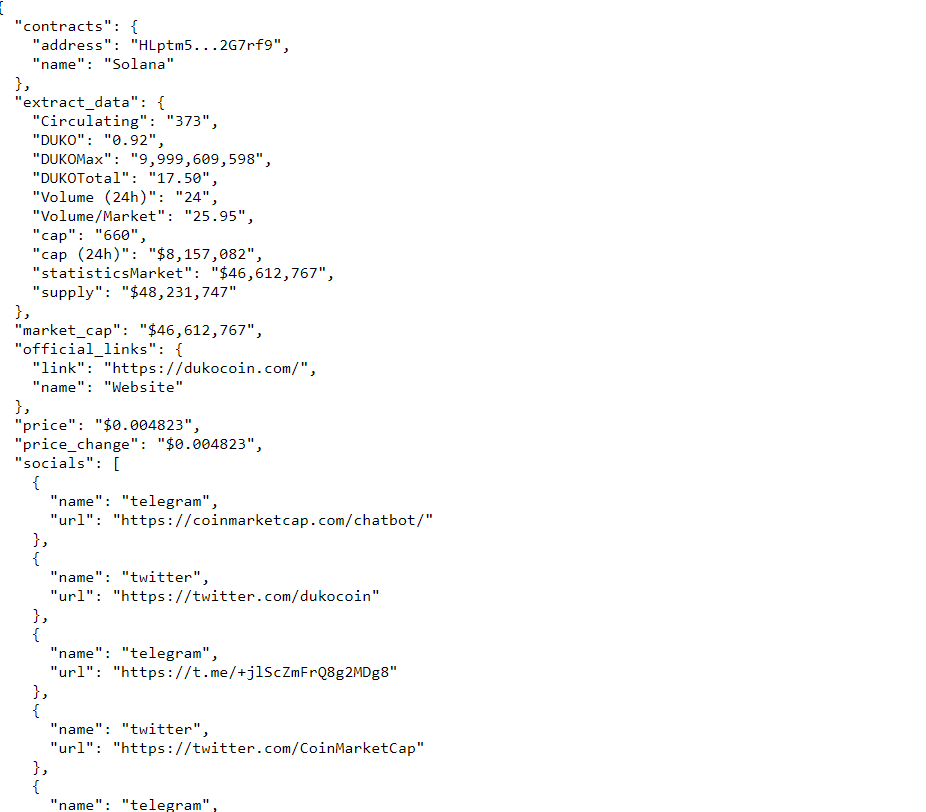 {
  "contracts": {
    "address": "HLptm5...2G7rf9",
    "name": "Solana"
  },
  "extract_data": {
    "Circulating": "373",
    "DUKO": "0.92",
    "DUKOMax": "9,999,609,598",
    "DUKOTotal": "17.50",
    "Volume (24h)": "24",
    "Volume/Market": "25.95",
    "cap": "660",
    "cap (24h)": "$8,157,082",
    "statisticsMarket": "$46,612,767",
    "supply": "$48,231,747"
  },
  "market_cap": "$46,612,767",
  "official_links": {
    "link": "https://dukocoin.com/",
    "name": "Website"
  },
  "price": "$0.004823",
  "price_change": "$0.004823",
  "socials": [
    {
      "name": "telegram",
      "url": "https://coinmarketcap.com/chatbot/"
    },
    {
      "name": "twitter",
      "url": "https://twitter.com/dukocoin"
    },
    {
      "name": "telegram",
      "url": "https://t.me/+jlScZmFrQ8g2MDg8"
    },
    {
      "name": "twitter",
      "url": "https://twitter.com/CoinMarketCap"
    },
    {
      "name": "telegram",